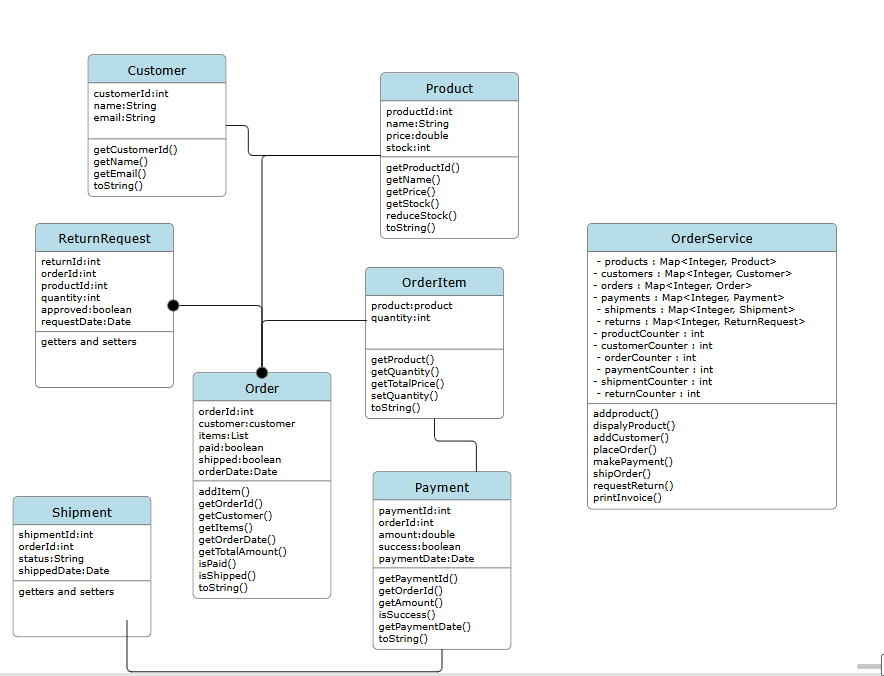 Customer
customerId:int
name:String
email:String
getCustomerId()
getName()
getEmail()
toString()
Product
productId:int
name:String
price:double
stock:int
getProductId()
getName()
getPrice()
getStock()
reduceStock()
toString()
ReturnRequest
returnId:int
orderId:int
productId:int
quantity:int
approved:boolean
requestDate:Date
getters and setters
OrderItem
product:product
quantity:int
getProduct()
getQuantity()
getTotalPrice()
setQuantity()
toString()
OrderService
- products : Map<Integer, Product>
- customers : Map<Integer, Customer>
- orders : Map<Integer, Order>
- payments : Map<Integer, Payment>
- shipments : Map<Integer, Shipment>
- returns : Map<Integer, ReturnRequest>
- productCounter : int
- customerCounter : int
- orderCounter : int
- paymentCounter : int
- shipmentCounter : int
- returnCounter : int
addproduct()
dispalyProduct()
addCustomer()
placeOrder()
makePayment()
shipOrder()
requestReturn()
printInvoice()
Order
orderId:int
customer:customer
items:List
paid:boolean
shipped:boolean
orderDate:Date
addItem()
getOrderId()
getCustomer()
getItems()
getOrderDate()
getTotalAmount()
isPaid()
isShipped()
toString()
Payment
paymentId:int
orderId:int
amount:double
success:boolean
paymentDate:Date
getPaymentId()
getOrderId()
getAmount()
isSuccess()
getPaymentDate()
toString()
Shipment
shipmentId:int
orderId:int
status:String
shippedDate:Date
getters and setters